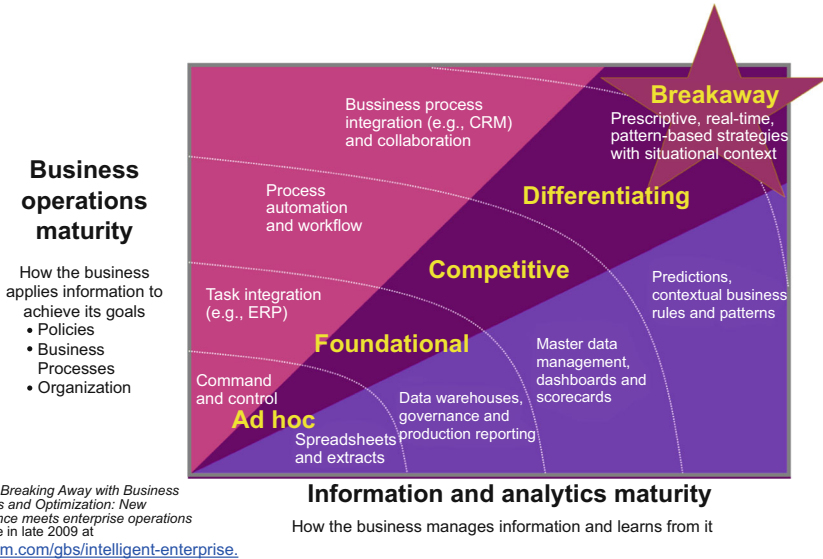 Breakaway
Prescriptive, real-time,
pattern-based strategies
with situational context
Bussiness process
integration (e.g., CRM)
and collaboration
Differentiating
Process
automation
and workflow
Competitive
Predictions,
contextual business
rules and patterns
Task integration
(e.g., ERP)
Foundational
Master data
management,
dashboards and
scorecards
Command
and control
Ad hoc
Data warehouses,
governance and
production reporting
Spreadsheets
and extracts
Business
operations
maturity
How the business
applies information to
achieve its goals
• Policies
• Business
Processes
• Organization
Information and analytics maturity
How the business manages information and learns from it
Breaking Away with Business
s and Optimization: New
nce meets enterprise operations
e in late 2009 at
m.com/gbs/intelligent-enterprise.